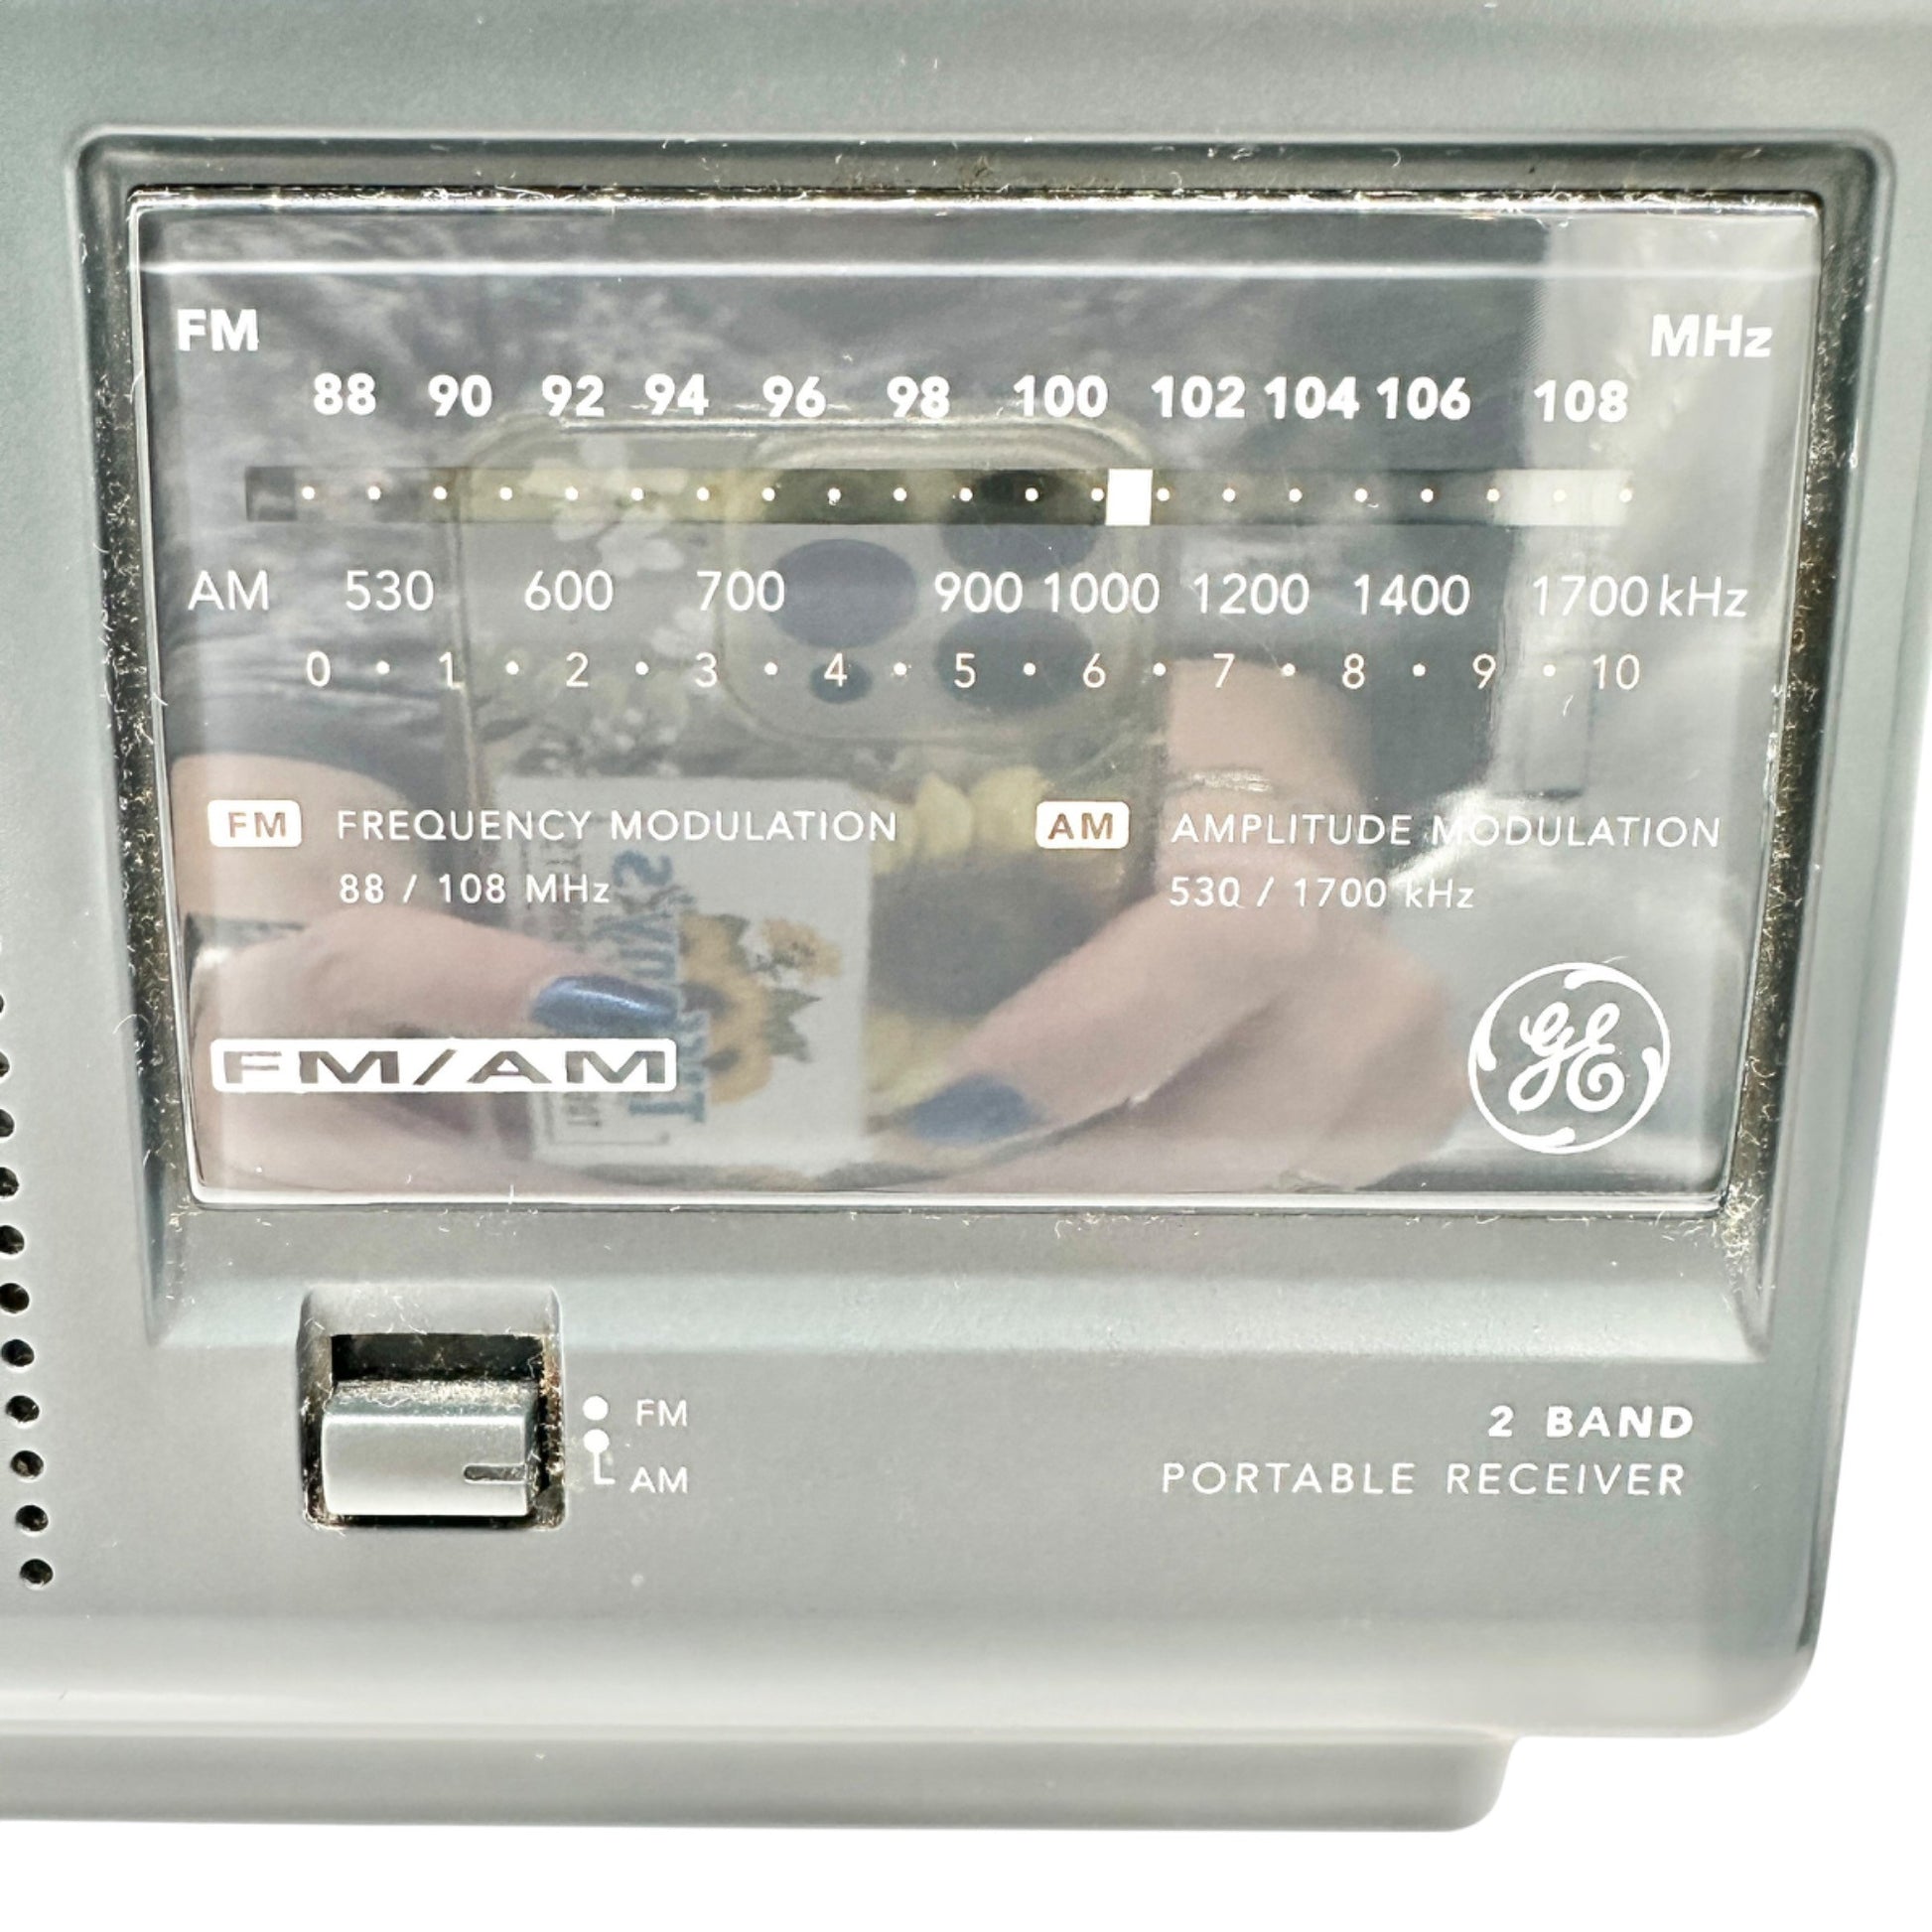 FM MHz
88 90 92 94 96 98 100 102 104 106 108
AM 530 600 700 900 1000 1200 1400 1700 kHz
0 • 1 • 2 • 3 • 4 • 5 • 6 • 7 • 8 • 9 • 10
FM FREQUENCY MODULATION AM AMPLITUDE MODULATION
88 / 108 MHz 530 / 1700 kHz
FM/AM GE
FM
AM
2 BAND
PORTABLE RECEIVER